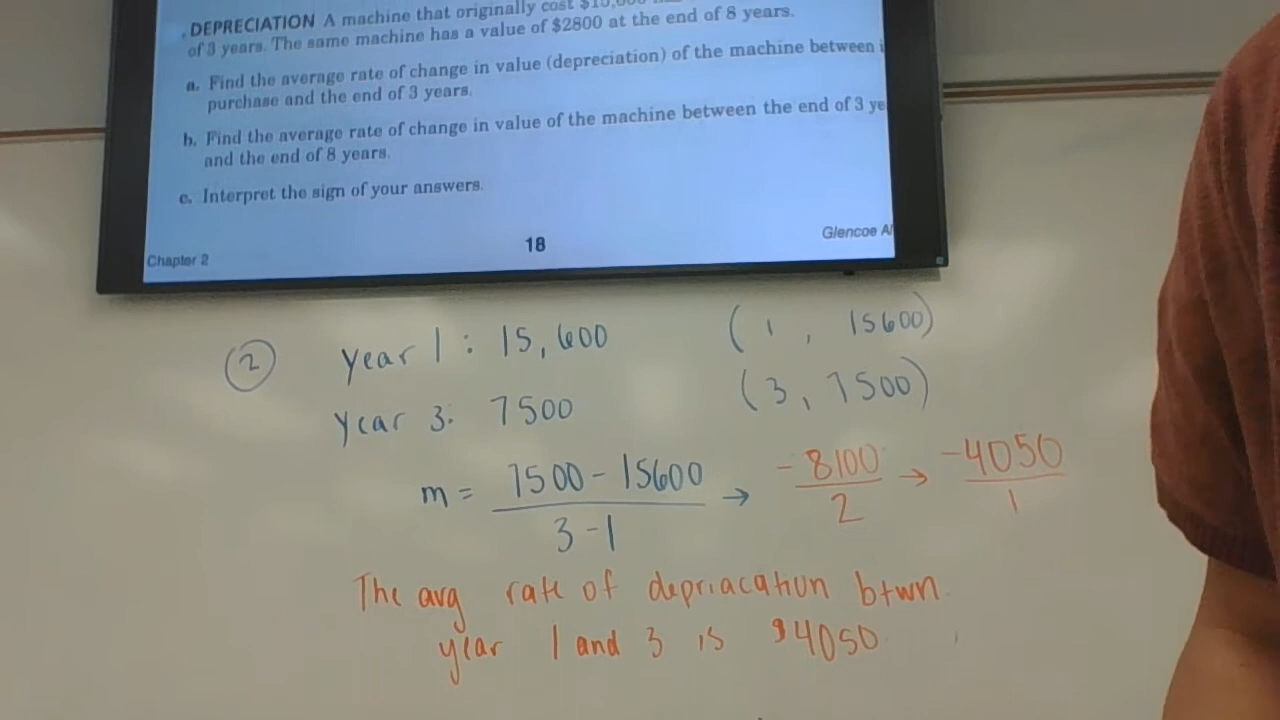 DEPRECIATION A machine that originally cost $15,600
of 3 years. The same machine has a value of $2800 at the end of 8 years.
a. Find the average rate of change in value (depreciation) of the machine between i
purchase and the end of 3 years.
b. Find the average rate of change in value of the machine between the end of 3 ye
and the end of 8 years.
c. Interpret the sign of your answers.
Chapter 2 18 Glencoe Al
2 year 1: 15,600 (1, 15600)
year 3: 7500 (3, 7500)
m = 7500 - 15600 / 3 - 1 → -8100 / 2 → -4050 / 1
The avg rate of depriacation btwn
year 1 and 3 is $4050